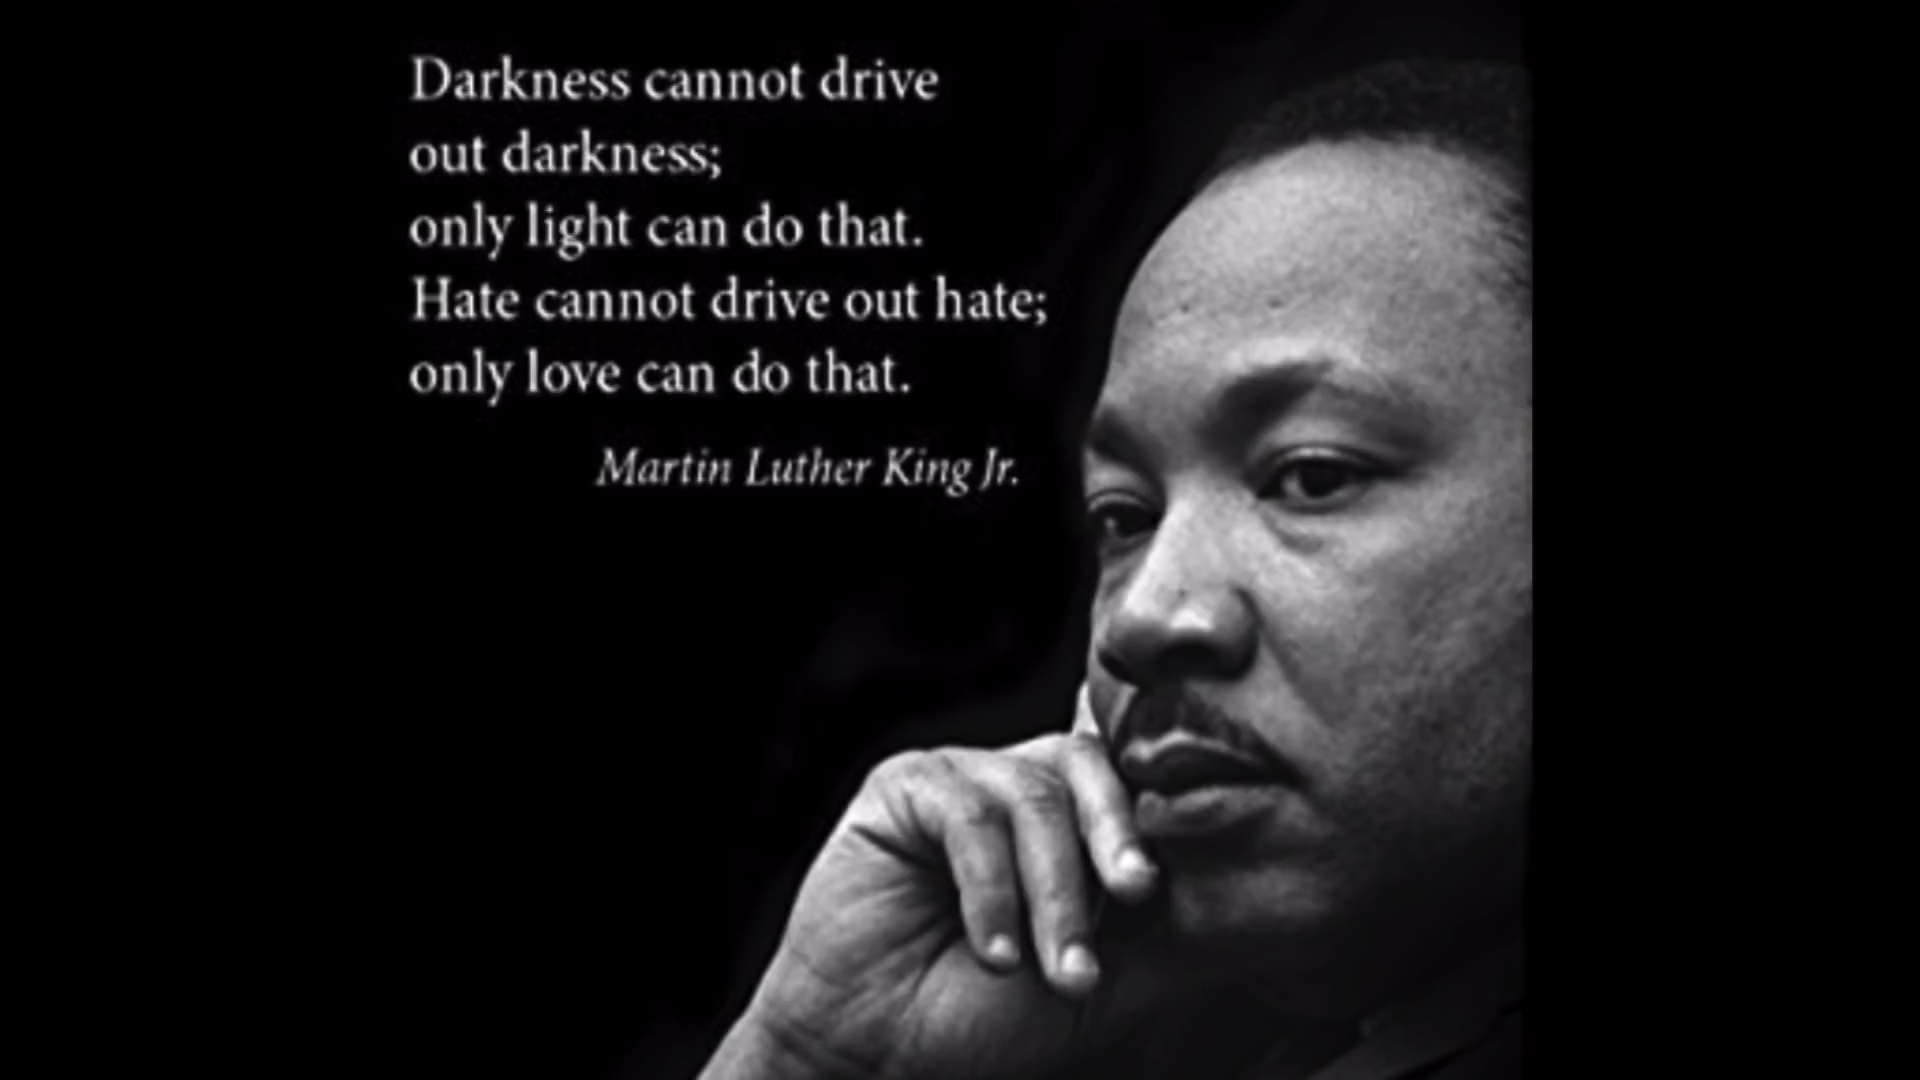 Darkness cannot drive
out darkness;
only light can do that.
Hate cannot drive out hate;
only love can do that.
Martin Luther King Jr.